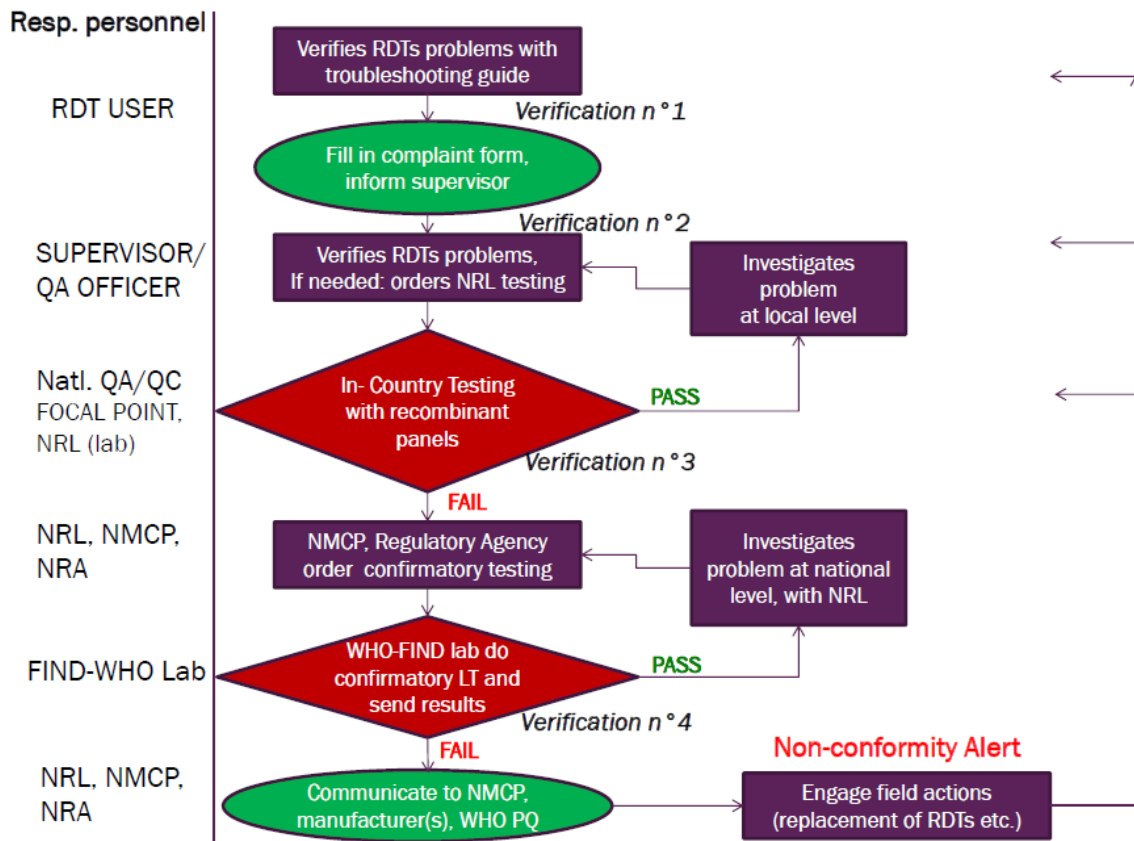 Resp. personnel
Verifies RDTs problems with
troubleshooting guide
RDT USER
Verification n°1
Fill in complaint form,
inform supervisor
Verification n°2
SUPERVISOR/
QA OFFICER
Verifies RDTs problems,
If needed: orders NRL testing
Investigates
problem
at local level
Natl. QA/QC
FOCAL POINT,
NRL (lab)
In- Country Testing
with recombinant
panels
PASS
Verification n°3
FAIL
NRL, NMCP,
NRA
NMCP, Regulatory Agency
order confirmatory testing
Investigates
problem at national
level, with NRL
FIND-WHO Lab
WHO-FIND lab do
confirmatory LT and
send results
PASS
Verification n°4
FAIL
Non-conformity Alert
NRL, NMCP,
NRA
Communicate to NMCP,
manufacturer(s), WHO PQ
Engage field actions
(replacement of RDTs etc.)